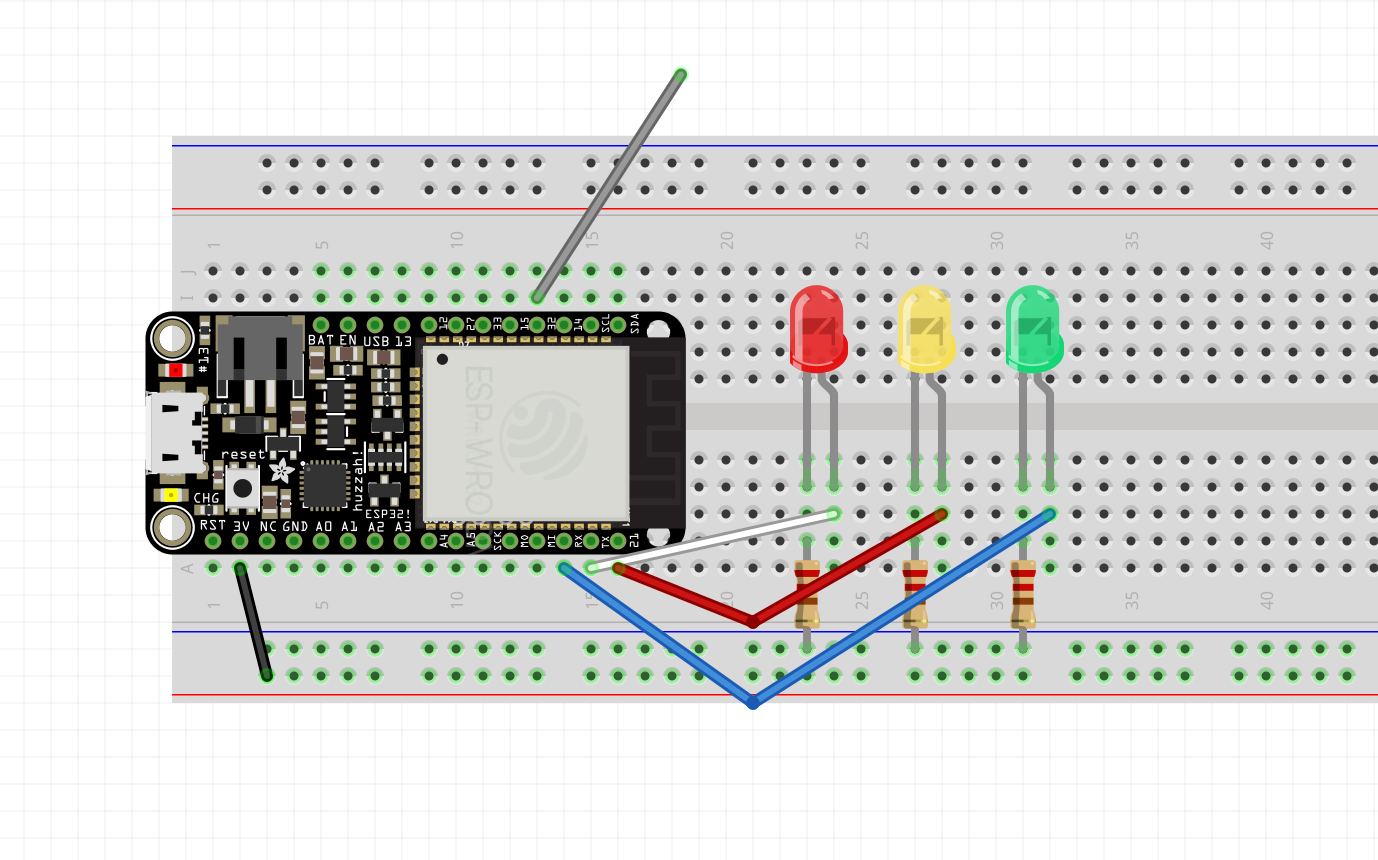 1 5 10 15 20 25 30 35 40
J
I
BAT EN USB 13 12 27 33 15 32 14 SCL SDA
#13
ESP-WRO
reset
huzzah!
CHG
ESP32!
RST 3V NC GND A0 A1 A2 A3 A4 A5 SCK MO MI RX TX 21
A
1 5 10 15 25 30 35 40